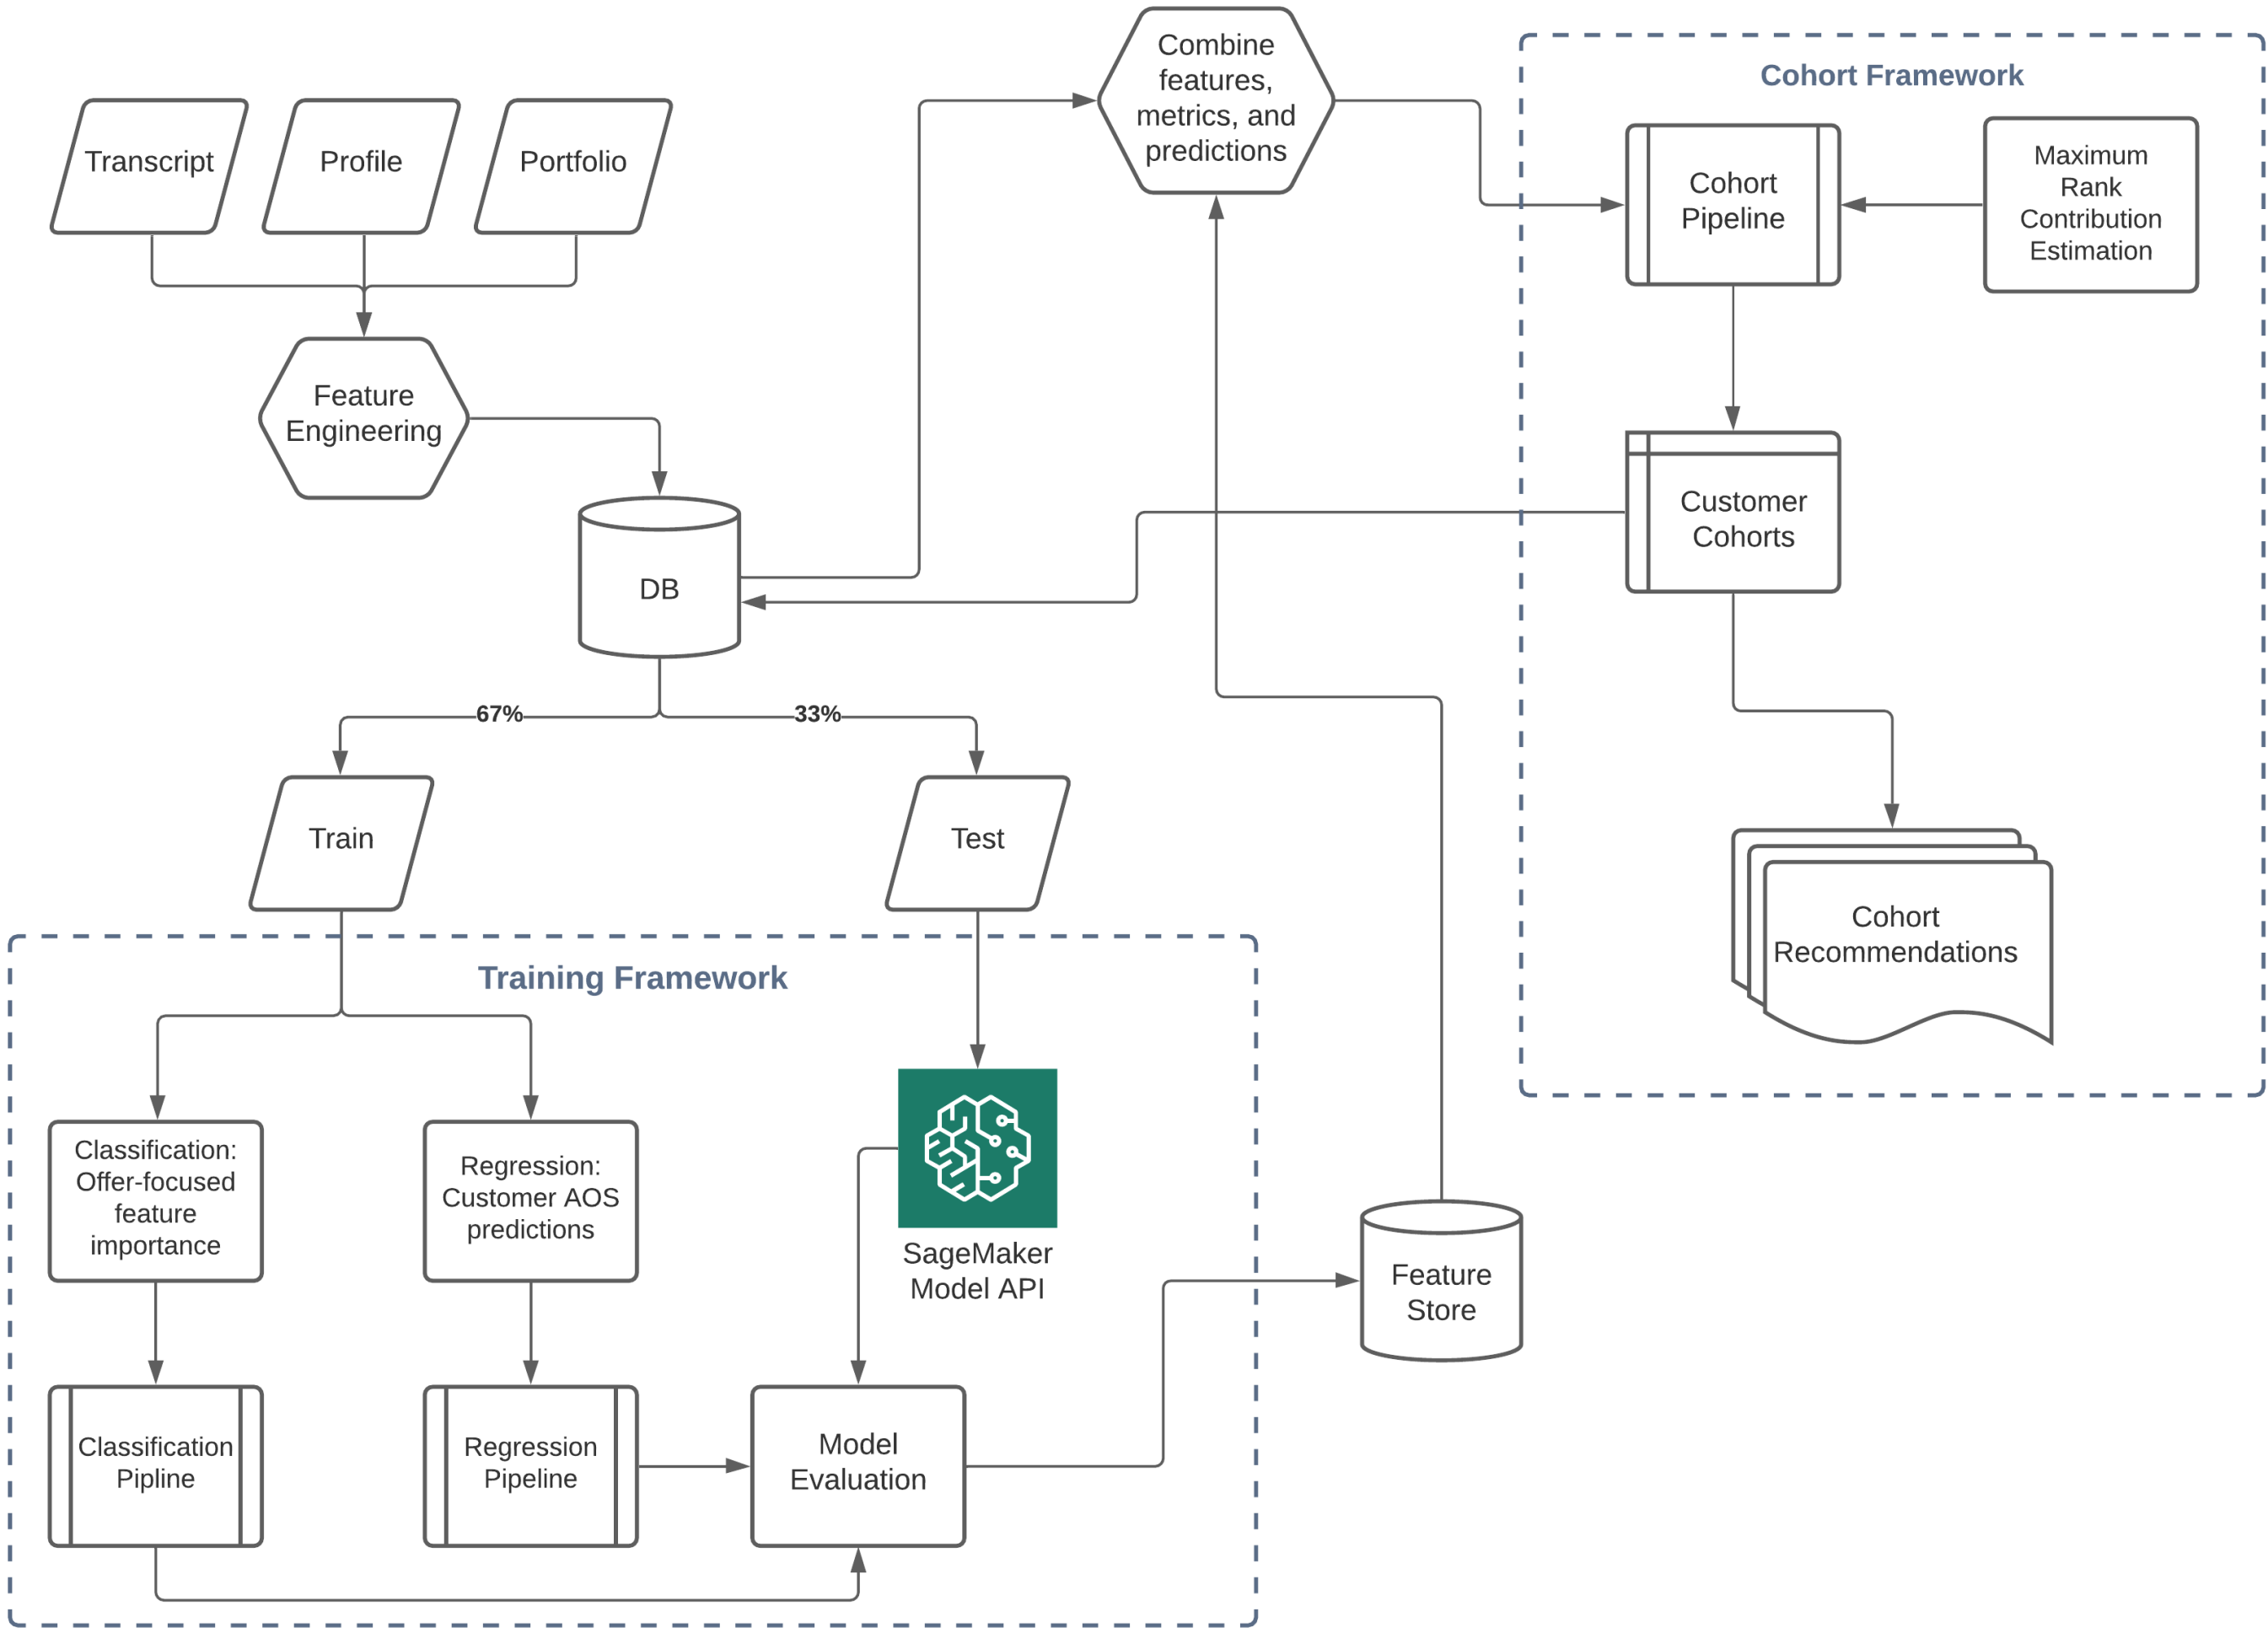 Combine
features,
metrics, and
predictions
Cohort Framework
Transcript
Profile
Portfolio
Cohort
Pipeline
Maximum
Rank
Contribution
Estimation
Feature
Engineering
Customer
Cohorts
DB
67%
33%
Train
Test
Cohort
Recommendations
Training Framework
Classification:
Offer-focused
feature
importance
Regression:
Customer AOS
predictions
SageMaker
Model API
Feature
Store
Classification
Pipline
Regression
Pipeline
Model
Evaluation